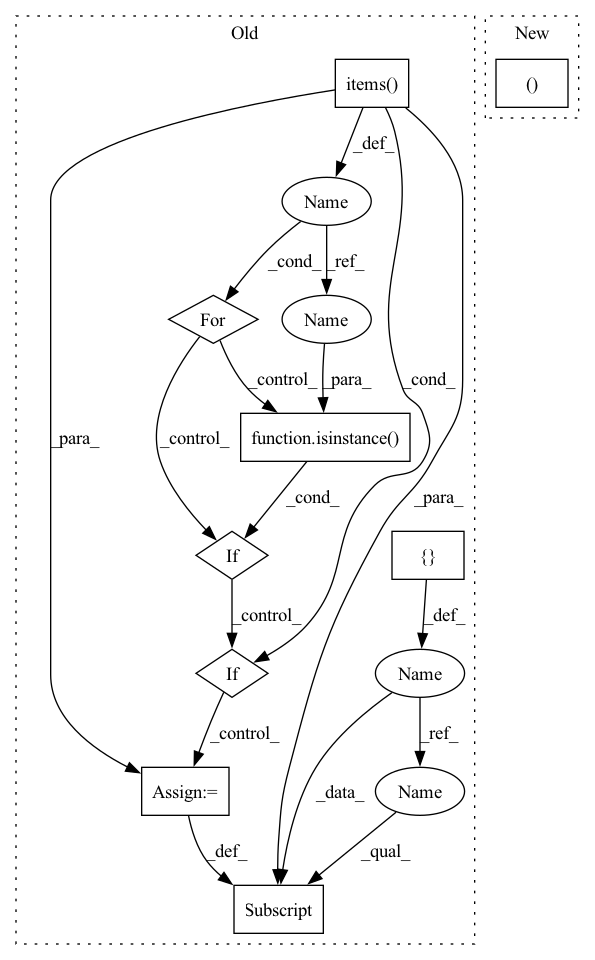 Old
New
items()
()
_def_
Name
_cond_
_ref_
For
Name
_cond_
_control_
_para_
_para_
_control_
function.isinstance()
_para_
_cond_
If
{}
_control_
_def_
If
Name
_control_
_ref_
Assign:=
_data_
Name
_def_
_qual_
Subscript